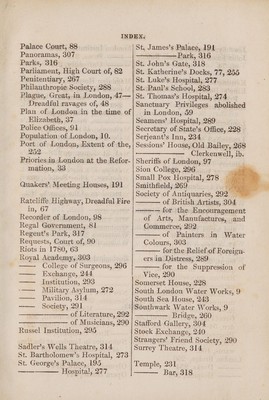 INDEX.
Palace Court, 88
Panoramas, 307
Parks, 316
Parliament, High Court of, 82
Penitentiary, 267
Philanthropic Society, 288
Plague, Great, in London, 47—
Dreadful ravages of, 48
Plan of London in the time of
Elizabeth, 37
Police Offices, 91
Population of London, 10.
Port of London, Extent of the,
252
Priories in London at the Refor-
mation, 33
Quakers' Meeting Houses, 191
Ratcliffe Highway, Dreadful Fire
in, 67
Recorder of London, 98
Regal Government, 81
Regent's Park, 317
Requests, Court of, 90
Riots in 1780, 63
Royal Academy, 303
—— College of Surgeons, 296
—— Exchange, 244
—— Institution, 293
—— Military Asylum, 272
—— Pavilion, 314
—— Society, 291
—— of Literature, 292
—— of Musicians, 290
Russel Institution, 295
Sadler's Wells Theatre, 314
St. Bartholomew's Hospital, 273
St. George's Palace, 195
—— Hospital, 277
St. James's Palace, 191
—— Park, 316
St. John's Gate, 318
St. Katherine's Docks, 77, 255
St. Luke's Hospital, 277
St. Paul's School, 283
St. Thomas's Hospital, 274
Sanctuary Privileges abolished
in London, 59
Seamens' Hospital, 289
Secretary of State's Office, 228
Serjeant's Inn, 234
Sessions' House, Old Bailey, 268
—— Clerkenwell, ib.
Sheriffs of London, 97
Sion College, 296
Small Pox Hospital, 278
Smithfield, 269
Society of Antiquaries, 292
—— of British Artists, 304
—— for the Encouragement
of Arts, Manufactures, and
Commerce, 292
—— of Painters in Water
Colours, 303
—— for the Relief of Foreign-
ers in Distress, 289
—— for the Suppression of
Vice, 290
Somerset House, 228
South London Water Works, 9
South Sea House, 243
Southwark Water Works, 9
—— Bridge, 260
Stafford Gallery, 304
Stock Exchange, 240
Strangers' Friend Society, 290
Surrey Theatre, 314
Temple, 231
—— Bar, 318